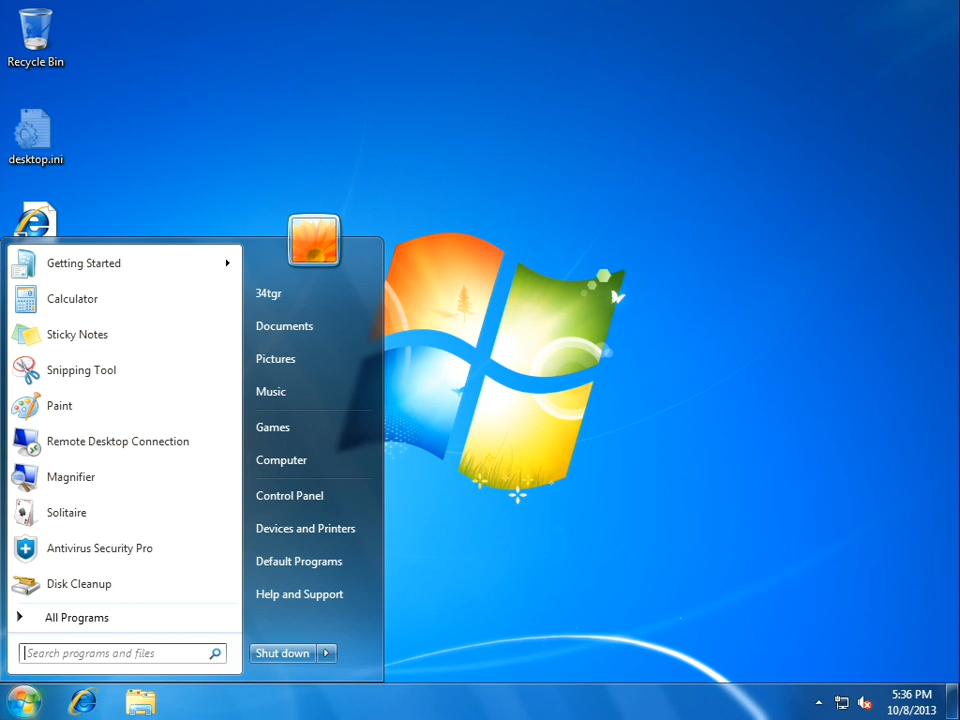 Recycle Bin
desktop.ini
Getting Started
Calculator
Sticky Notes
Snipping Tool
Paint
Remote Desktop Connection
Magnifier
Solitaire
Antivirus Security Pro
Disk Cleanup
All Programs
Search programs and files
34tgr
Documents
Pictures
Music
Games
Computer
Control Panel
Devices and Printers
Default Programs
Help and Support
Shut down
5:36 PM
10/8/2013